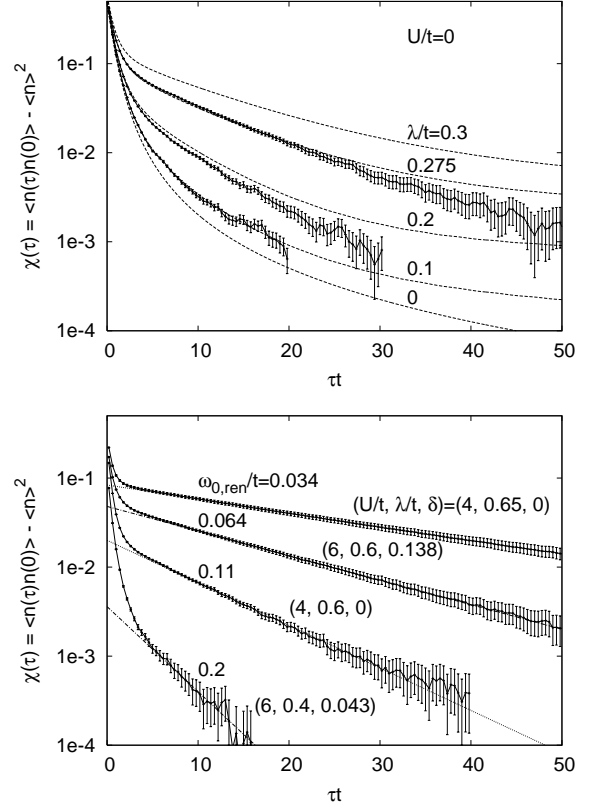 χ(τ) = <n(τ)n(0)> - <n>²
1e-1
1e-2
1e-3
1e-4
U/t=0
λ/t=0.3
0.275
0.2
0.1
0
0 10 20 30 40 50
τt
χ(τ) = <n(τ)n(0)> - <n>²
1e-1
1e-2
1e-3
1e-4
ω0,ren/t=0.034
(U/t, λ/t, δ)=(4, 0.65, 0)
0.064
(6, 0.6, 0.138)
0.11
(4, 0.6, 0)
0.2
(6, 0.4, 0.043)
0 10 20 30 40 50
τt